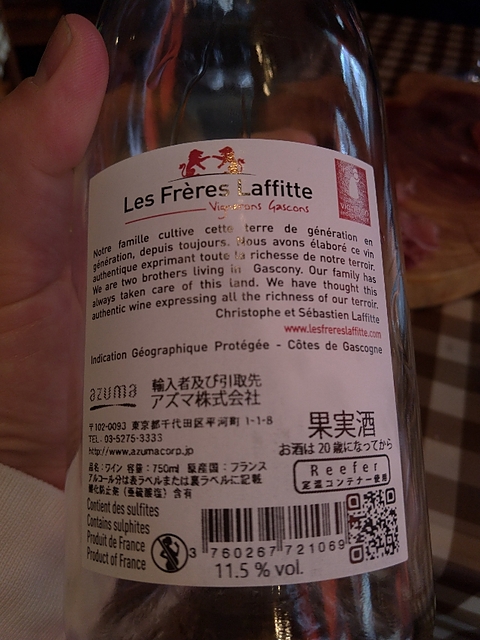 Les Frères Laffitte
Vignerons Gascons
Vigneron
Notre famille cultive cette terre de génération en
génération, depuis toujours. Nous avons élaboré ce vin
authentique exprimant toute la richesse de notre terroir.
We are two brothers living in Gascony. Our family has
always taken care of this land. We have thought this
authentic wine expressing all the richness of our terroir.
Christophe et Sébastien Laffitte
www.lesfrereslaffitte.com
Indication Géographique Protégée - Côtes de Gascogne
azuma
輸入者及び引取先
アズマ株式会社
〒102-0093 東京都千代田区平河町 1-1-8
TEL. 03-5275-3333
http://www.azumacorp.jp
果実酒
お酒は20歳になってから
品名:ワイン 容量:750ml 原産国:フランス
アルコール分は表ラベルまたは裏ラベルに記載
酸化防止剤(亜硫酸塩)含有
Reefer
定温コンテナー使用
Contient des sulfites
Contains sulphites
Produit de France
Product of France
3 760267 721069
11.5 % vol.